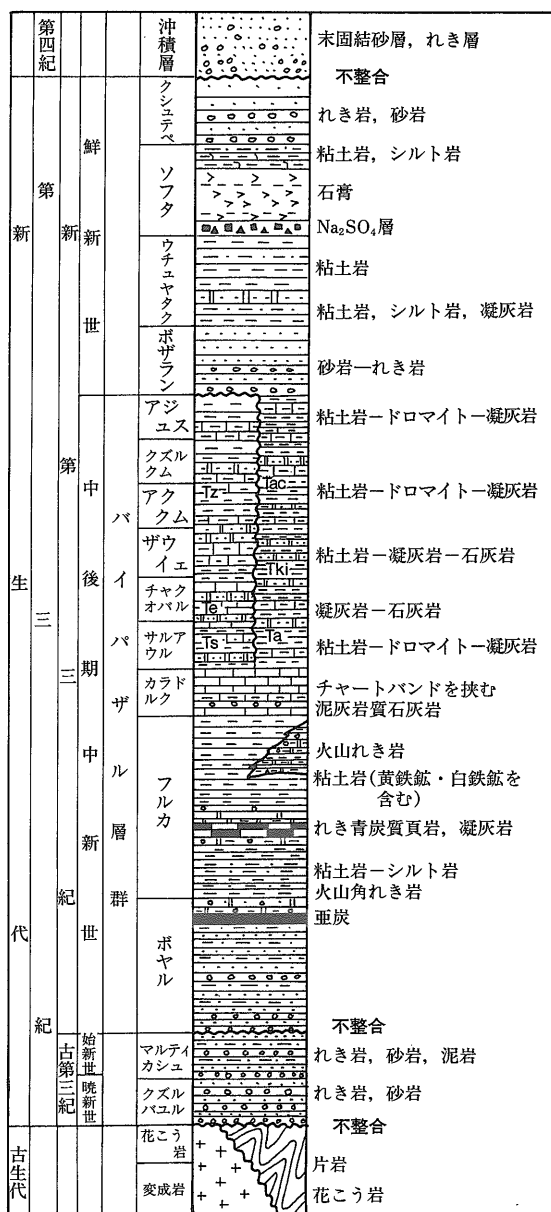 第四紀
沖積層
末固結砂層，れき層
不整合
新生代
第三紀
新第三紀
鮮新世
クシュテペ
れき岩，砂岩
粘土岩，シルト岩
ソフタ
石膏
Na₂SO₄層
ウチュヤタク
粘土岩
粘土岩，シルト岩，凝灰岩
ボザラン
砂岩―れき岩
中後期中新世
バイパザル層群
アジュス
粘土岩－ドロマイト－凝灰岩
クズルクム
Tz
Tac
アククム
粘土岩－ドロマイト－凝灰岩
ザウイェ
粘土岩－凝灰岩－石灰岩
Tki
チャクオバル
Te
凝灰岩－石灰岩
サルアウル
Ts
Ta
粘土岩－ドロマイト－凝灰岩
カラドルク
チャートバンドを挟む
泥灰岩質石灰岩
フルカ
火山れき岩
粘土岩(黄鉄鉱・白鉄鉱を
含む)
れき青炭質頁岩，凝灰岩
粘土岩－シルト岩
火山角れき岩
ボヤル
亜炭
不整合
古第三紀
始新世
マルティカシュ
れき岩，砂岩，泥岩
暁新世
クズルバユル
れき岩，砂岩
不整合
古生代
花こう岩
片岩
変成岩
花こう岩